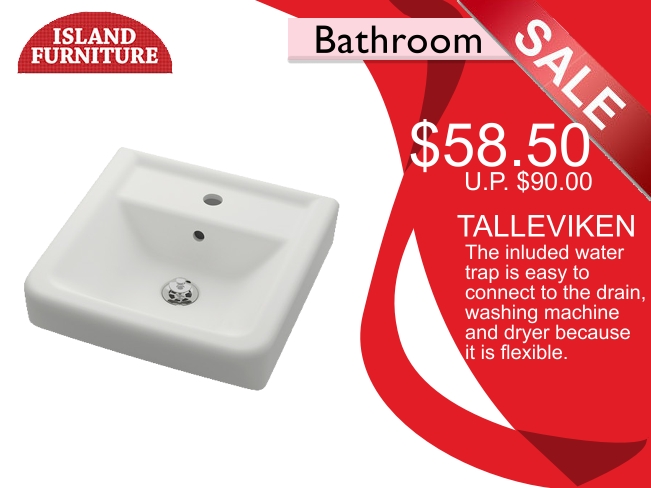 ISLAND
FURNITURE
Bathroom
SALE
$58.50
U.P. $90.00
TALLEVIKEN
The inluded water
trap is easy to
connect to the drain,
washing machine
and dryer because
it is flexible.